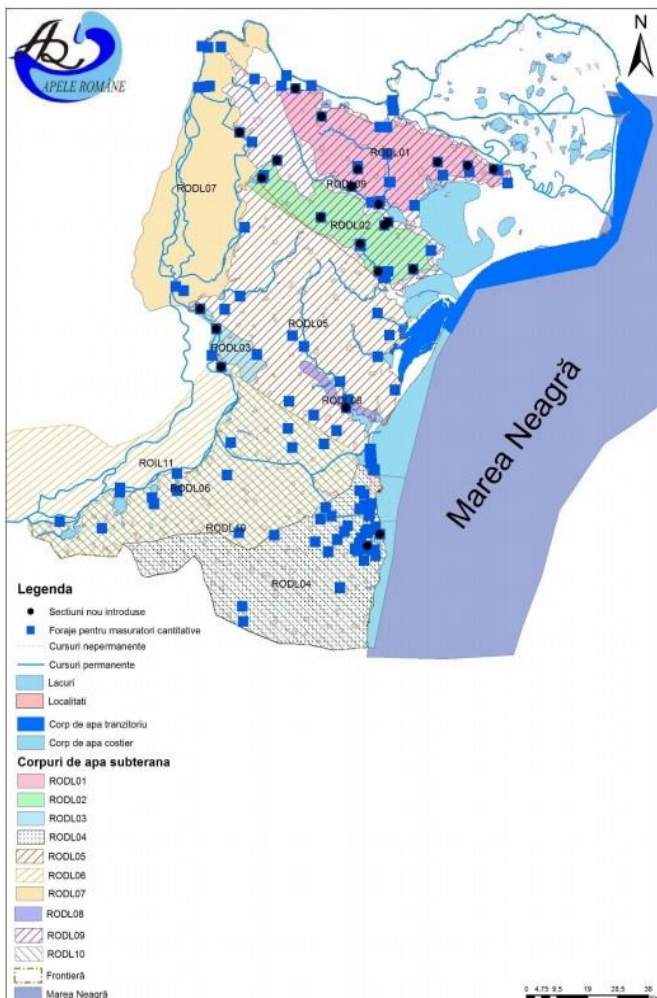 N
APELE ROMÂNE
RODL01
RODL07
RODL09
RODL02
RODL05
RODL03
RODL08
ROIL11
RODL06
RODL10
RODL04
Marea Neagră
Legenda
Sectiuni nou introduse
Foraje pentru masuratori cantitative
Cursuri nepermanente
Cursuri permanente
Lacuri
Localitati
Corp de apa tranzitoriu
Corp de apa costier
Corpuri de apa subterana
RODL01
RODL02
RODL03
RODL04
RODL05
RODL06
RODL07
RODL08
RODL09
RODL10
Frontieră
Marea Neagră
0 4,75 9,5 19 28,5 38